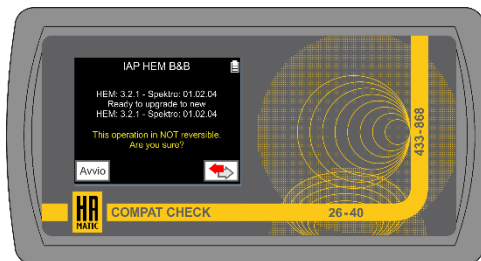 IAP HEM B&B
HEM: 3.2.1 - Spektro: 01.02.04
Ready to upgrade to new
HEM: 3.2.1 - Spektro: 01.02.04
This operation in NOT reversible.
Are you sure?
Avvio
433-868
HR
MATIC
COMPAT CHECK
26-40